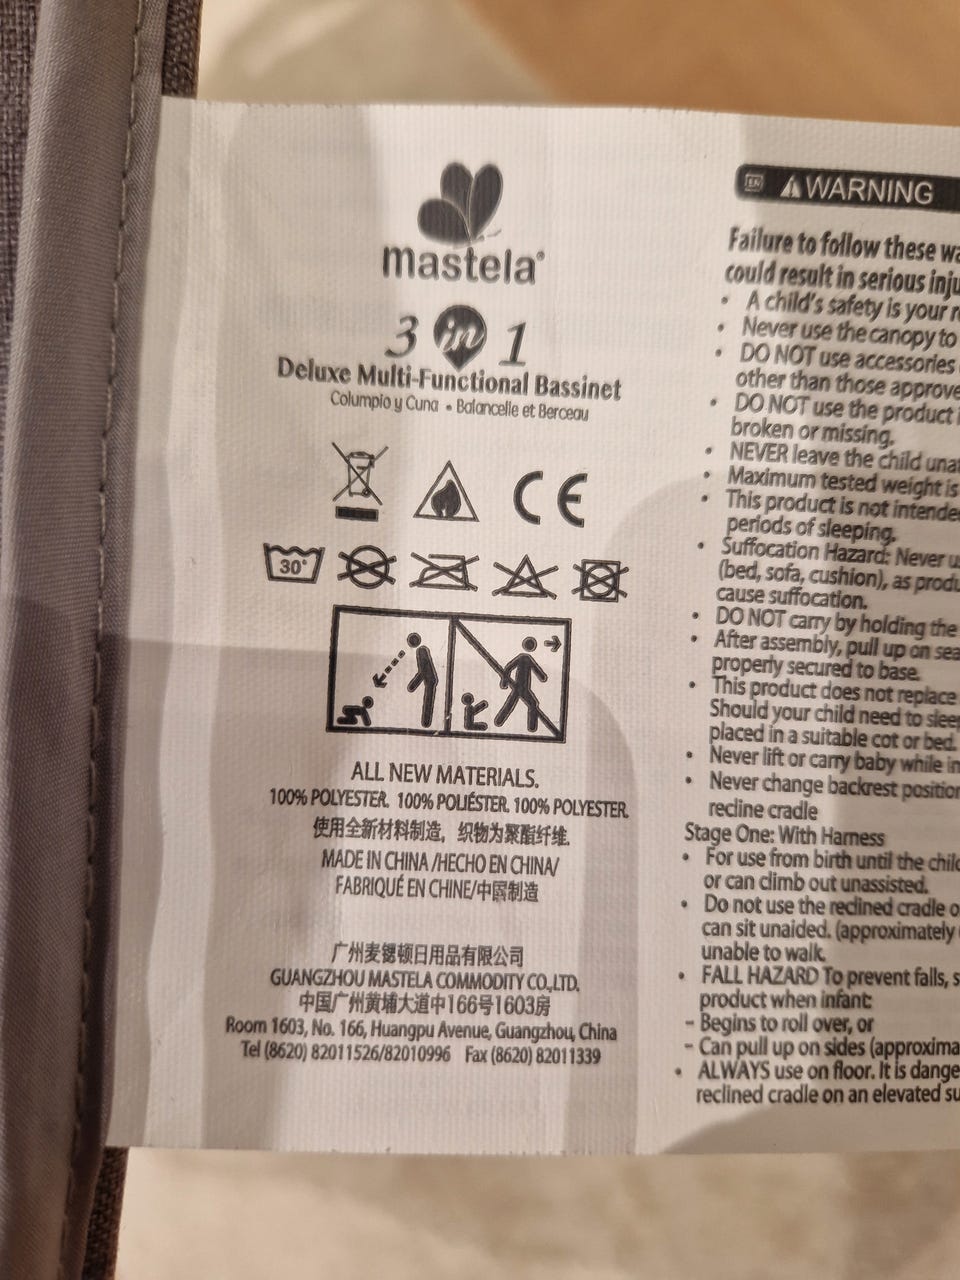 mastela®
3 in 1
Deluxe Multi-Functional Bassinet
Columpio y Cuna • Balancelle et Berceau
CE
30°
ALL NEW MATERIALS.
100% POLYESTER. 100% POLIÉSTER. 100% POLYESTER.
使用全新材料制造，织物为聚酯纤维.
MADE IN CHINA /HECHO EN CHINA/
FABRIQUÉ EN CHINE/中国制造
广州麦锶顿日用品有限公司
GUANGZHOU MASTELA COMMODITY CO.,LTD.
中国广州黄埔大道中166号1603房
Room 1603, No. 166, Huangpu Avenue, Guangzhou, China
Tel (8620) 82011526/82010996 Fax (8620) 82011339
EN WARNING
Failure to follow these
could result in serious
• A child's safety is your
• Never use the canopy to
• DO NOT use accessories
other than those
• DO NOT use the product
broken or missing.
• NEVER leave the child
• Maximum tested weight is
• This product is not
periods of sleeping.
• Suffocation Hazard: Never
(bed, sofa, cushion), as
cause suffocation.
• DO NOT carry by holding the
• After assembly, pull up on
properly secured to base.
• This product does not replace
Should your child need to
placed in a suitable cot or bed.
• Never lift or carry baby while
• Never change backrest
recline cradle
Stage One: With Harness
• For use from birth until the
or can climb out unassisted.
• Do not use the reclined cradle
can sit unaided. (approximately
unable to walk.
• FALL HAZARD To prevent falls,
product when infant:
– Begins to roll over, or
– Can pull up on sides
• ALWAYS use on floor. It is
reclined cradle on an elevated